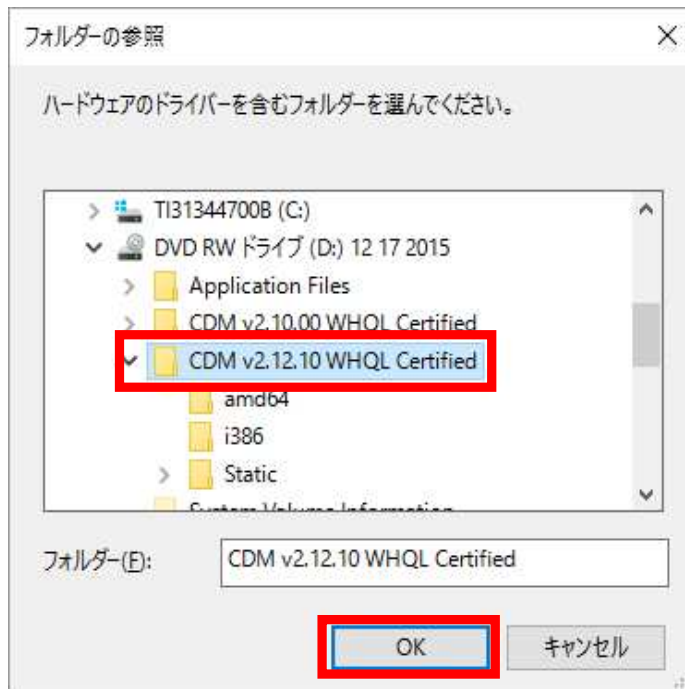 フォルダーの参照
ハードウェアのドライバーを含むフォルダーを選んでください。
TI31344700B (C:)
DVD RW ドライブ (D:) 12 17 2015
Application Files
CDM v2.10.00 WHQL Certified
CDM v2.12.10 WHQL Certified
amd64
i386
Static
System Volume Information
フォルダー(F):
CDM v2.12.10 WHQL Certified
OK
キャンセル